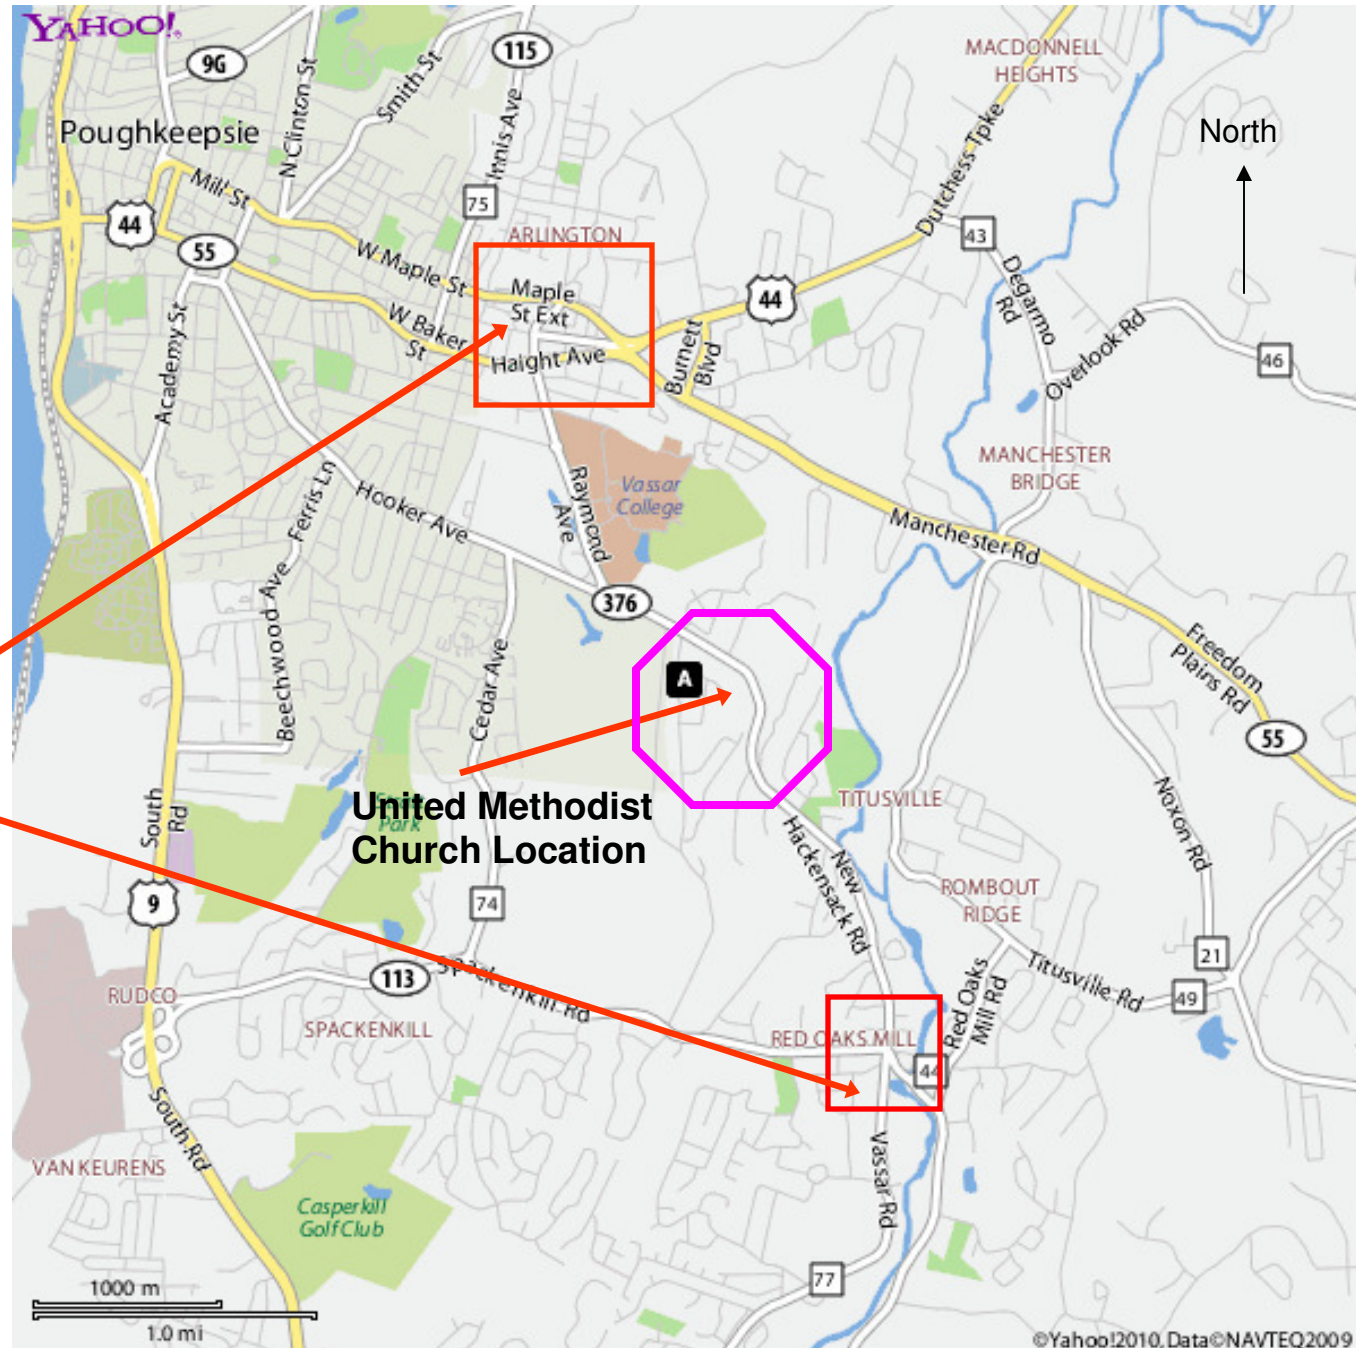 YAHOO!
9G
115
MACDONNELL
HEIGHTS
N Clinton St
Smith St
Innis Ave
Poughkeepsie
North
Dutchess Tpke
Mill St
75
44
55
ARLINGTON
43
W Maple St
Maple
St Ext
44
Degarmo
Rd
Overlook Rd
W Baker
St
Haight Ave
Burnett
Blvd
46
Academy St
MANCHESTER
BRIDGE
Ferris Ln
Hooker Ave
Raymond
Ave
Vassar
College
Manchester Rd
376
Beechwood Ave
Cedar Ave
A
Freedom
Plains Rd
55
United Methodist
Church Location
Park
TITUSVILLE
South
Rd
Noxon Rd
New
Hackensack Rd
9
74
ROMBOUT
RIDGE
21
113
Spackenkill Rd
Titusville Rd
49
RUDCO
SPACKENKILL
RED OAKS MILL
Red Oaks
Mill Rd
44
South Rd
Vassar Rd
VAN KEURENS
Casperkill
Golf Club
77
1000 m
1.0 mi
©Yahoo!2010, Data©NAVTEQ2009